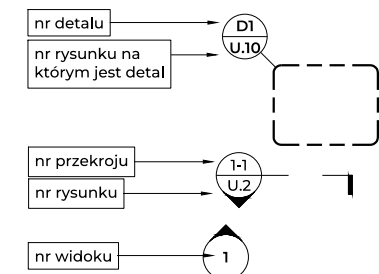 nr detalu
D1
nr rysunku na
którym jest detal
U.10
nr przekroju
1-1
nr rysunku
U.2
nr widoku
1